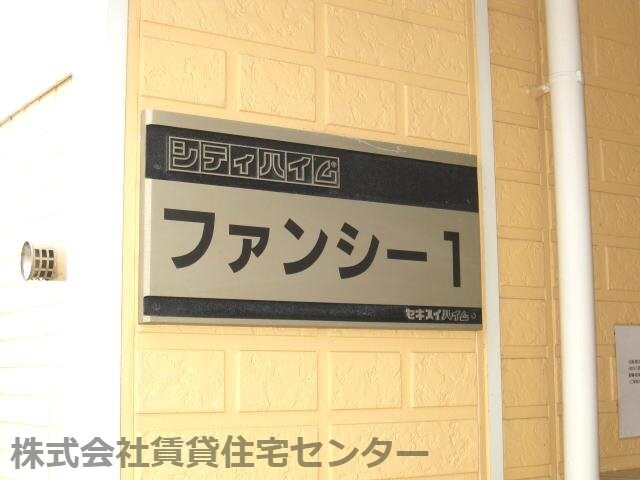 シティハイム
ファンシー1
セキスイハイム
株式会社賃貸住宅センター